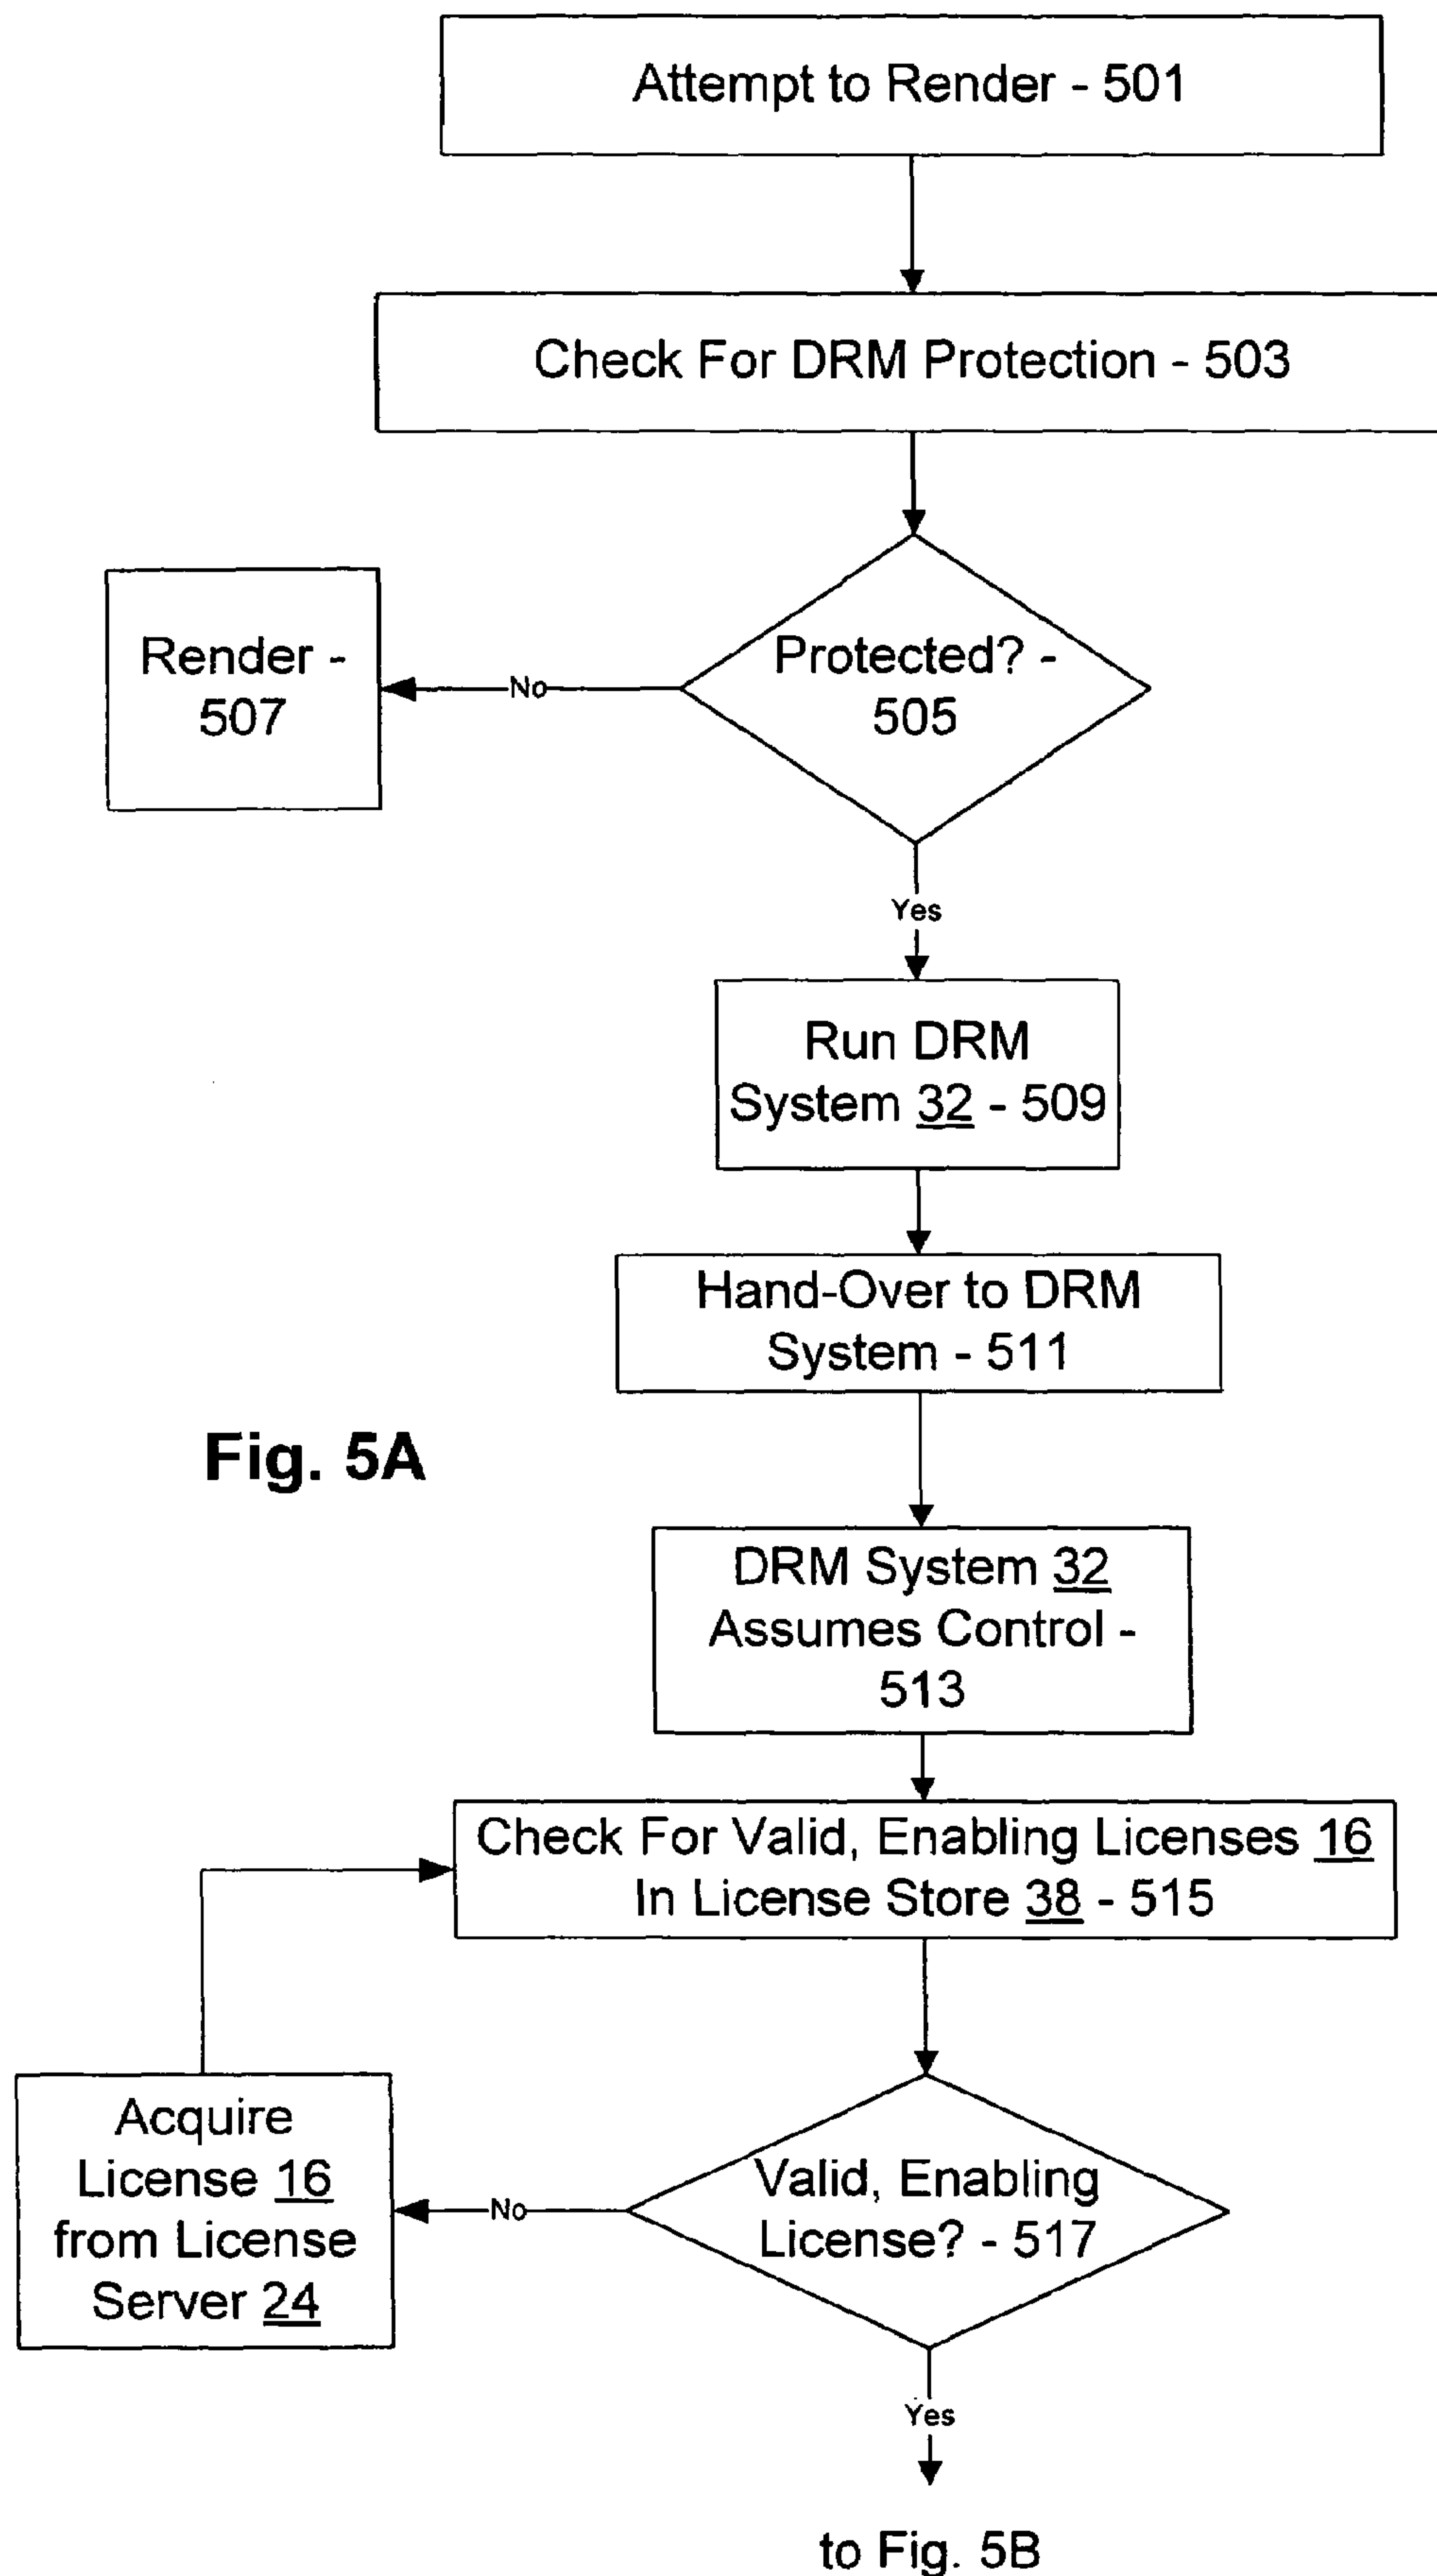 Attempt to Render - 501
Check For DRM Protection - 503
Protected? -
505
No
Render -
507
Yes
Run DRM
System 32 - 509
Hand-Over to DRM
System - 511
Fig. 5A
DRM System 32
Assumes Control -
513
Check For Valid, Enabling Licenses 16
In License Store 38 - 515
Valid, Enabling
License? - 517
No
Acquire
License 16
from License
Server 24
Yes
to Fig. 5B